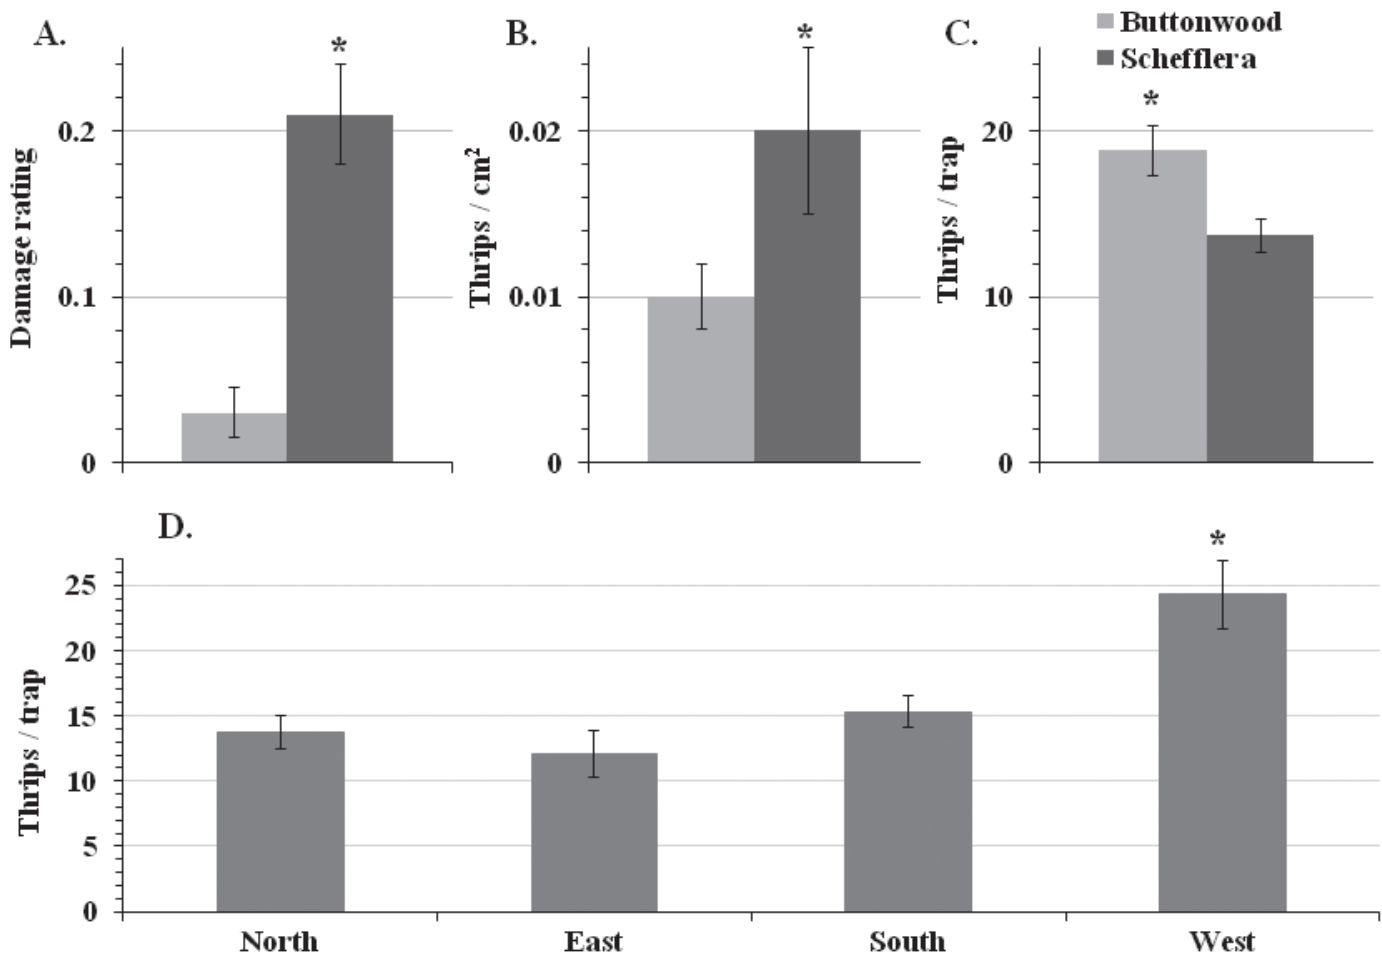 A.
*
Damage rating
0.2
0.1
0
B.
*
Thrips / cm²
0.02
0.01
0
C.
Buttonwood
Schefflera
*
Thrips / trap
20
10
0
D.
*
Thrips / trap
25
20
15
10
5
0
North East South West